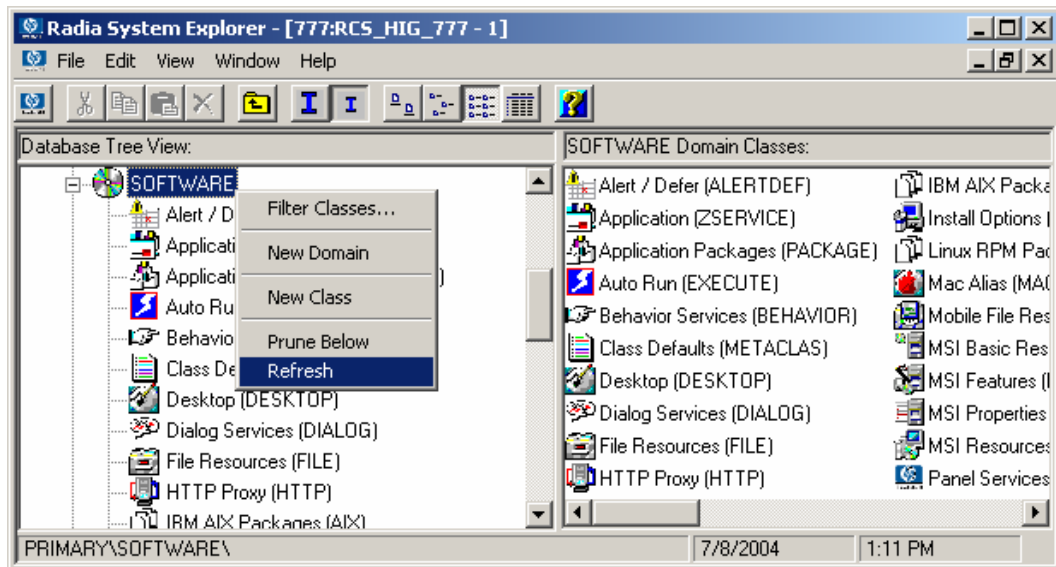 Radia System Explorer - [777:RCS_HIG_777 - 1]
File Edit View Window Help
Database Tree View:
SOFTWARE
Alert / D
Applicati
Applicati )
Auto Ru
Behavio
Class De
Desktop (DESKTOP)
Dialog Services (DIALOG)
File Resources (FILE)
HTTP Proxy (HTTP)
IBM AIX Packages (AIX)
Filter Classes...
New Domain
New Class
Prune Below
Refresh
SOFTWARE Domain Classes:
Alert / Defer (ALERTDEF)
Application (ZSERVICE)
Application Packages (PACKAGE)
Auto Run (EXECUTE)
Behavior Services (BEHAVIOR)
Class Defaults (METACLAS)
Desktop (DESKTOP)
Dialog Services (DIALOG)
File Resources (FILE)
HTTP Proxy (HTTP)
IBM AIX Packa
Install Options (
Linux RPM Pac
Mac Alias (MAC
Mobile File Res
MSI Basic Res
MSI Features (
MSI Properties
MSI Resources
Panel Services
PRIMARY\SOFTWARE\ 7/8/2004 1:11 PM